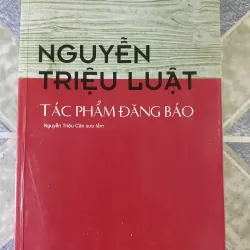 NGUYỄN
TRIỆU LUẬT
TÁC PHẨM ĐĂNG BÁO
Nguyễn Triệu Căn sưu tầm